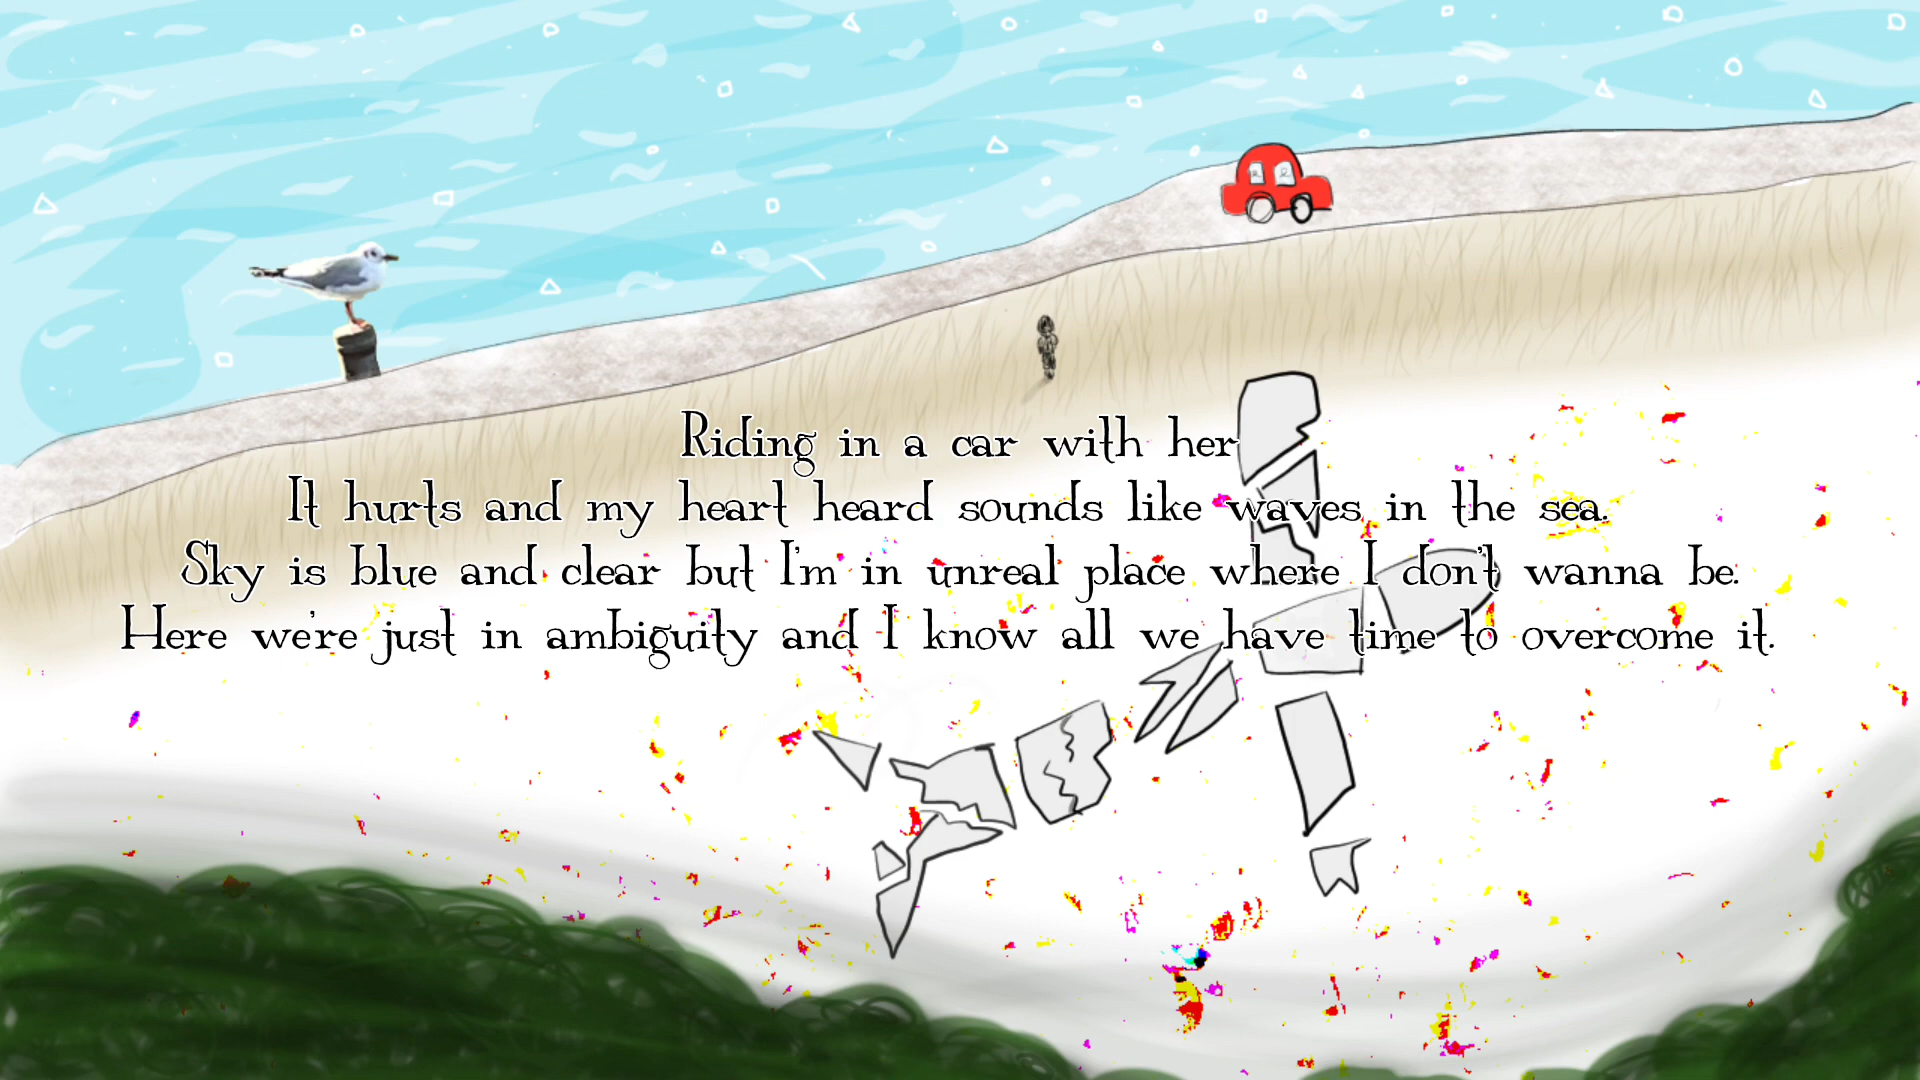 Riding in a car with her
It hurts and my heart heard sounds like waves in the sea.
Sky is blue and clear but I'm in unreal place where I don't wanna be.
Here we're just in ambiguity and I know all we have time to overcome it.